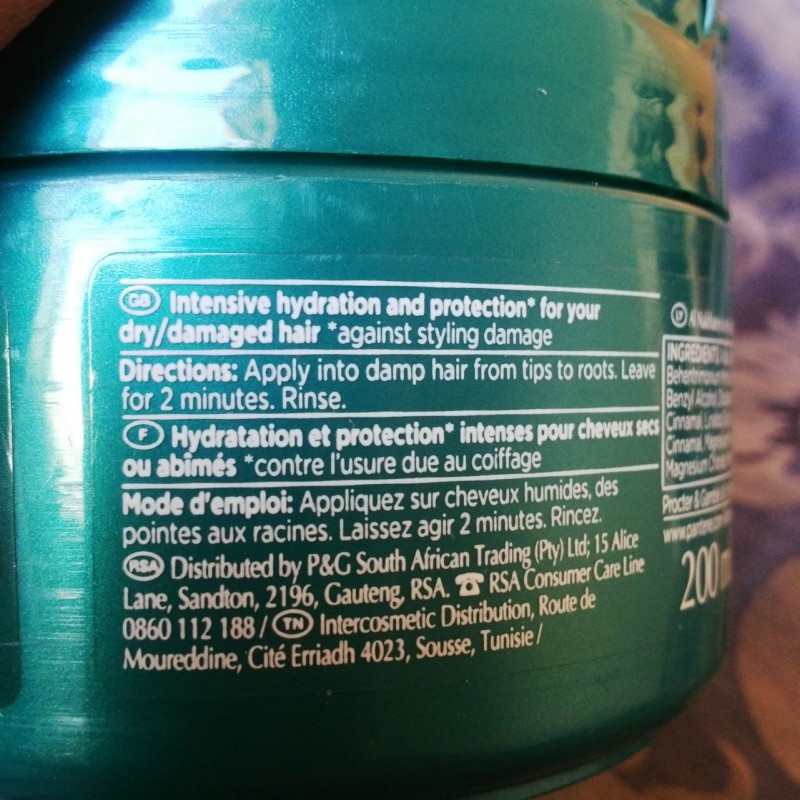 GB Intensive hydration and protection* for your
dry/damaged hair *against styling damage
Directions: Apply into damp hair from tips to roots. Leave
for 2 minutes. Rinse.
F Hydratation et protection* intenses pour cheveux secs
ou abîmés *contre l'usure due au coiffage
Mode d'emploi: Appliquez sur cheveux humides, des
pointes aux racines. Laissez agir 2 minutes. Rincez.
RSA Distributed by P&G South African Trading (Pty) Ltd; 15 Alice
Lane, Sandton, 2196, Gauteng, RSA. ☎ RSA Consumer Care Line
0860 112 188 / TN Intercosmetic Distribution, Route de
Moureddine, Cité Erriadh 4023, Sousse, Tunisie /
INGREDIENTS
Benzyl Alcohol,
Cinnamal,
Cinnamal,
Magnesium
Procter &
200